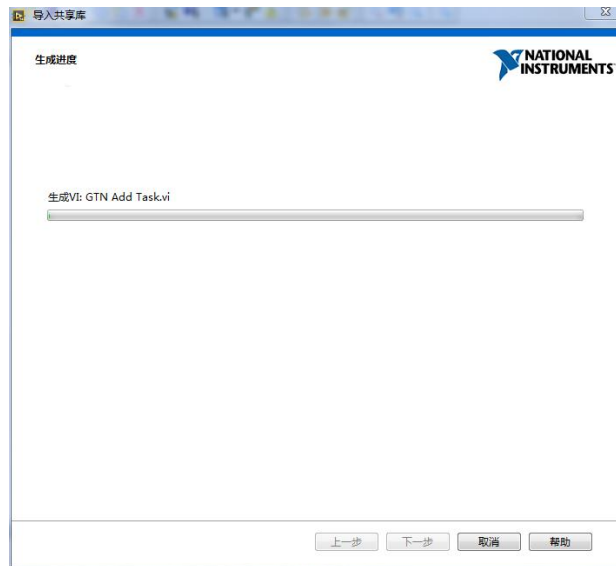 导入共享库
生成进度
NATIONAL
INSTRUMENTS
生成VI: GTN Add Task.vi
上一步
下一步
取消
帮助